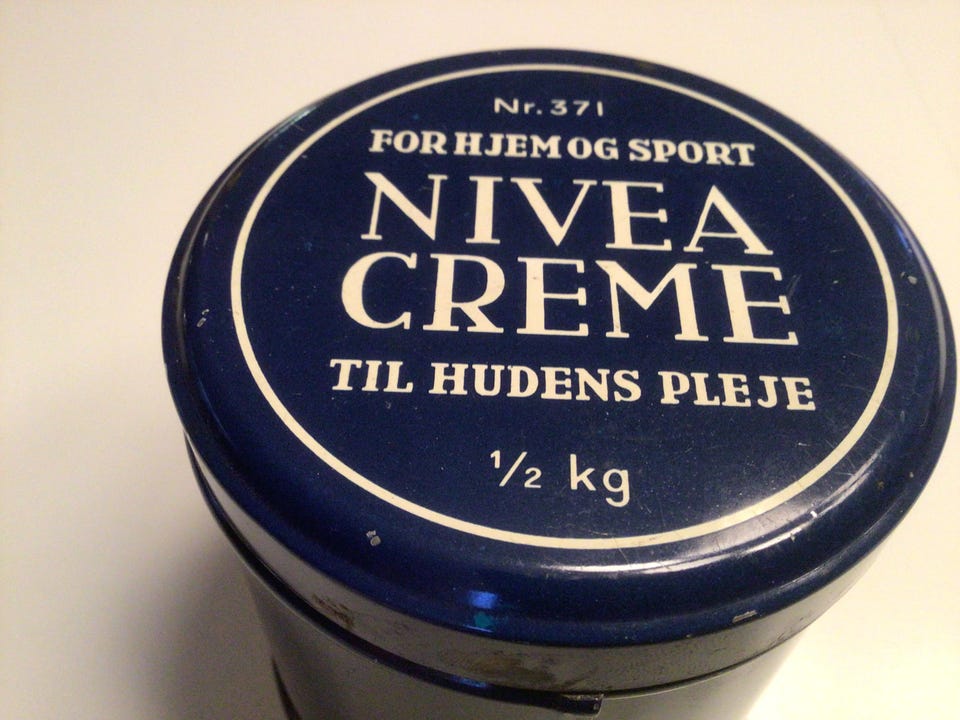 Nr. 371
FOR HJEM OG SPORT
NIVEA
CREME
TIL HUDENS PLEJE
½ kg